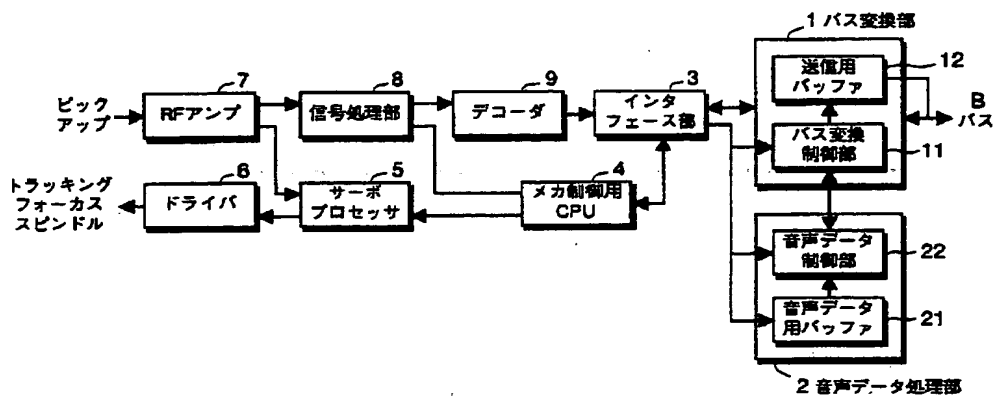 1 バス変換部
7
8
9
3
送信用
バッファ
12
ピック
アップ
RFアンプ
信号処理部
デコーダ
インタ
フェース部
B
バス
バス変換
制御部
11
6
5
4
トラッキング
フォーカス
スピンドル
ドライバ
サーボ
プロセッサ
メカ制御用
CPU
音声データ
制御部
22
音声データ
用バッファ
21
2 音声データ処理部